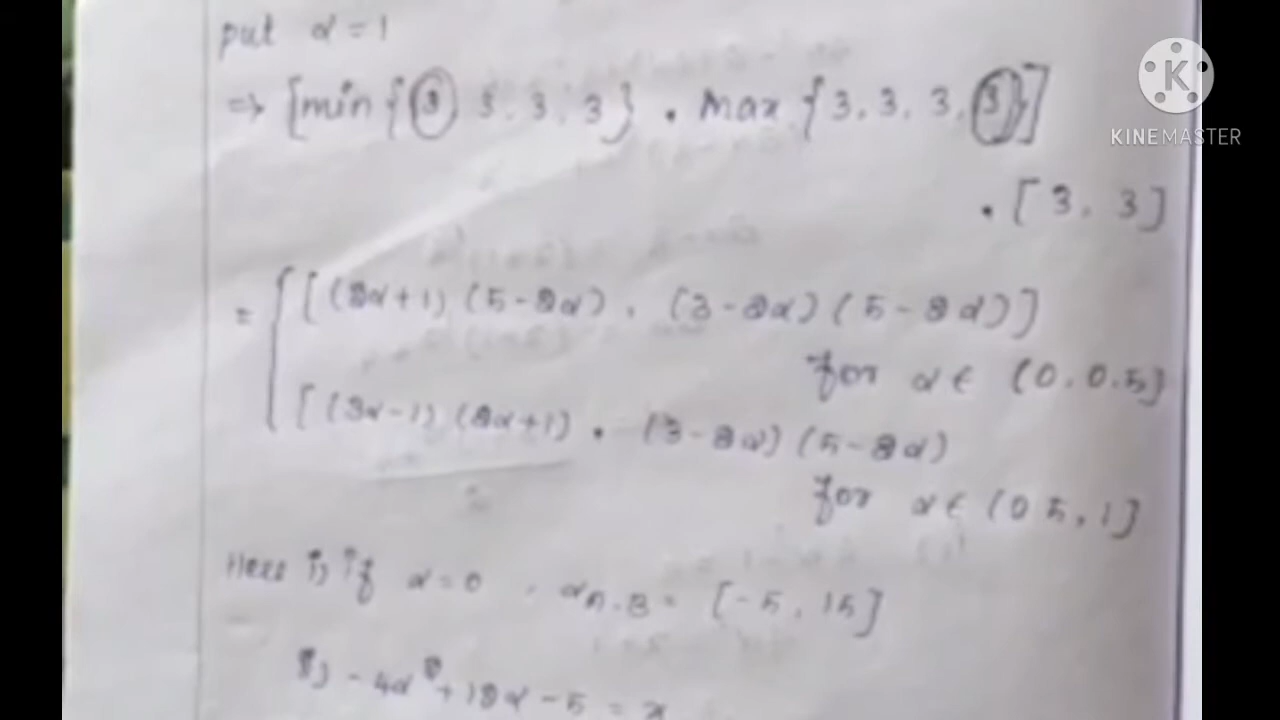 put α = 1
KINEMASTER
⇒ [min {3 3, 3, 3} . max {3, 3, 3, 3}]
. [3, 3]
= { [(2α+1) (5-2α) , (3-2α) (5-2α)]
for α ∈ (0, 0.5]
[(2α-1) (2α+1) . (3-2α) (5-2α)
for α ∈ (0 5, 1]
Here i) if α=0 , αA.B = [-5, 15]
- 4α² + 12α - 5 = x